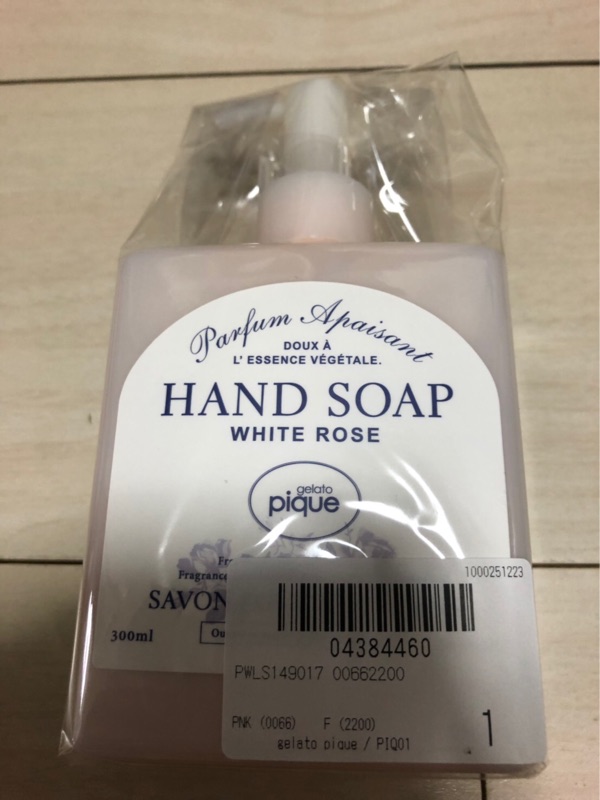 Parfum Apaisant
DOUX À
L' ESSENCE VÉGÉTALE.
HAND SOAP
WHITE ROSE
gelato
pique
Fragrance
SAVON
300ml
Ou
1000251223
04384460
PWLS149017 00662200
PNK (0066) F (2200)
1
gelato pique / PIQ01